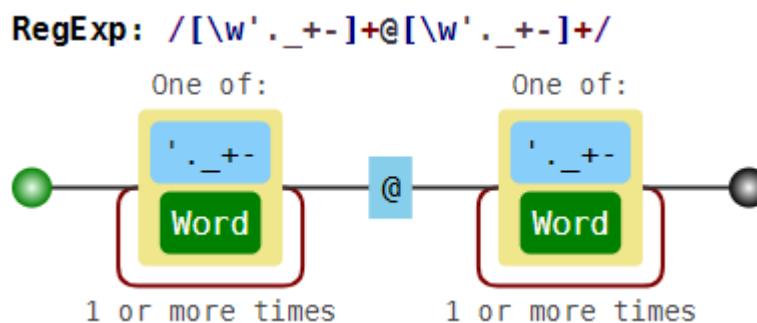 RegExp: /[\w'._+-]+@[\w'._+-]+/
One of: One of:
'._+- '._+-
@
Word Word
1 or more times 1 or more times